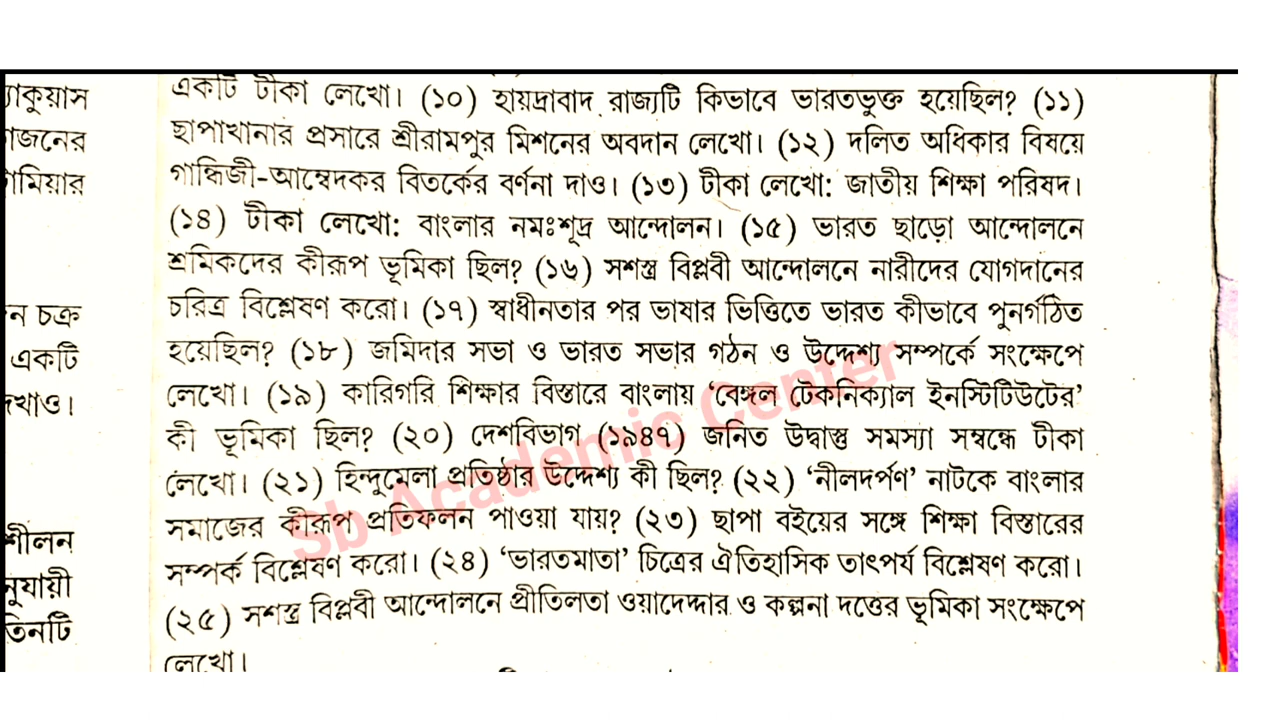 একটি টীকা লেখো। (১০) হায়দ্রাবাদ রাজ্যটি কিভাবে ভারতভুক্ত হয়েছিল? (১১)
ছাপাখানার প্রসারে শ্রীরামপুর মিশনের অবদান লেখো। (১২) দলিত অধিকার বিষয়ে
গান্ধিজী-আম্বেদকর বিতর্কের বর্ণনা দাও। (১৩) টীকা লেখো: জাতীয় শিক্ষা পরিষদ।
(১৪) টীকা লেখো: বাংলার নমঃশূদ্র আন্দোলন। (১৫) ভারত ছাড়ো আন্দোলনে
শ্রমিকদের কীরূপ ভূমিকা ছিল? (১৬) সশস্ত্র বিপ্লবী আন্দোলনে নারীদের যোগদানের
চরিত্র বিশ্লেষণ করো। (১৭) স্বাধীনতার পর ভাষার ভিত্তিতে ভারত কীভাবে পুনর্গঠিত
হয়েছিল? (১৮) জমিদার সভা ও ভারত সভার গঠন ও উদ্দেশ্য সম্পর্কে সংক্ষেপে
লেখো। (১৯) কারিগরি শিক্ষার বিস্তারে বাংলায় ‘বেঙ্গল টেকনিক্যাল ইনস্টিটিউটের’
কী ভূমিকা ছিল? (২০) দেশবিভাগ (১৯৪৭) জনিত উদ্বাস্তু সমস্যা সম্বন্ধে টীকা
লেখো। (২১) হিন্দুমেলা প্রতিষ্ঠার উদ্দেশ্য কী ছিল? (২২) ‘নীলদর্পণ’ নাটকে বাংলার
সমাজের কীরূপ প্রতিফলন পাওয়া যায়? (২৩) ছাপা বইয়ের সঙ্গে শিক্ষা বিস্তারের
সম্পর্ক বিশ্লেষণ করো। (২৪) ‘ভারতমাতা’ চিত্রের ঐতিহাসিক তাৎপর্য বিশ্লেষণ করো।
(২৫) সশস্ত্র বিপ্লবী আন্দোলনে প্রীতিলতা ওয়াদেদ্দার ও কল্পনা দত্তের ভূমিকা সংক্ষেপে
লেখো।
ন চক্র
একটি
Sb Academic Center